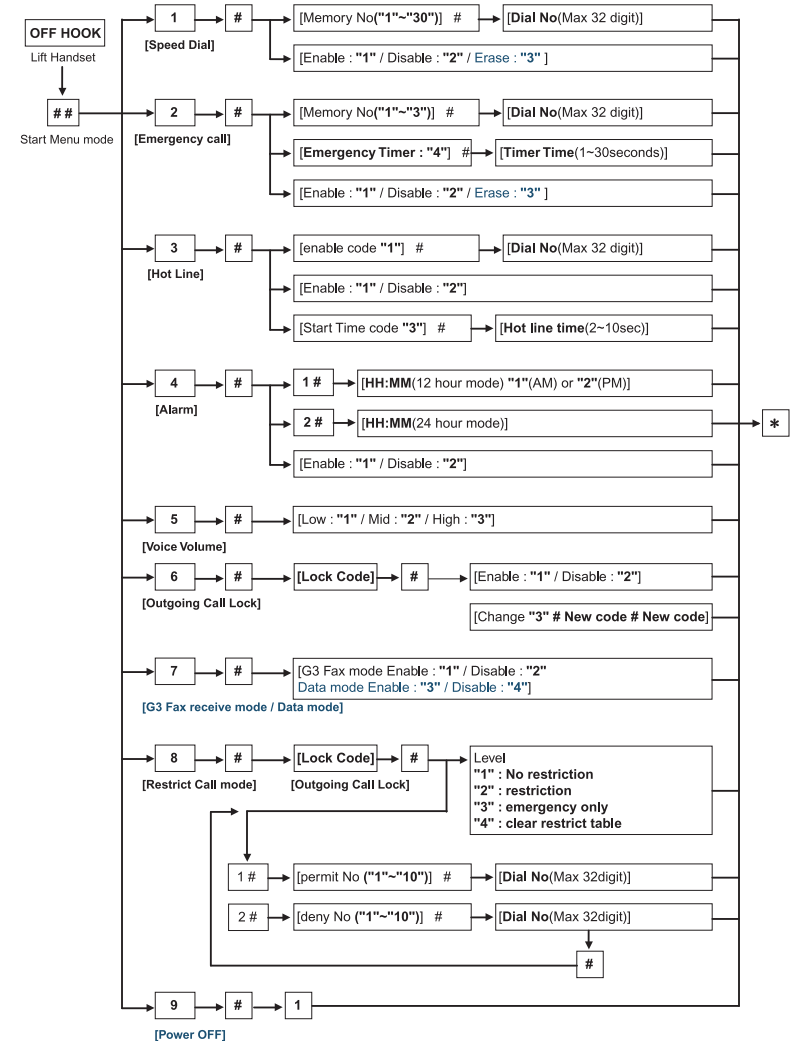 OFF HOOK
Lift Handset
##
Start Menu mode
1 # [Memory No("1"~"30")] # [Dial No(Max 32 digit)]
[Speed Dial]
[Enable : "1" / Disable : "2" / Erase : "3" ]
2 # [Memory No("1"~"3")] # [Dial No(Max 32 digit)]
[Emergency call]
[Emergency Timer : "4"] # [Timer Time(1~30seconds)]
[Enable : "1" / Disable : "2" / Erase : "3" ]
3 # [enable code "1"] # [Dial No(Max 32 digit)]
[Hot Line]
[Enable : "1" / Disable : "2"]
[Start Time code "3"] # [Hot line time(2~10sec)]
4 # 1 # [HH:MM(12 hour mode) "1"(AM) or "2"(PM)]
[Alarm]
2 # [HH:MM(24 hour mode)]
*
[Enable : "1" / Disable : "2"]
5 # [Low : "1" / Mid : "2" / High : "3"]
[Voice Volume]
6 # [Lock Code] # [Enable : "1" / Disable : "2"]
[Outgoing Call Lock]
[Change "3" # New code # New code]
7 # [G3 Fax mode Enable : "1" / Disable : "2"
Data mode Enable : "3" / Disable : "4"]
[G3 Fax receive mode / Data mode]
8 # [Lock Code] # Level
[Restrict Call mode] [Outgoing Call Lock]
"1" : No restriction
"2" : restriction
"3" : emergency only
"4" : clear restrict table
1 # [permit No ("1"~"10")] # [Dial No(Max 32digit)]
2 # [deny No ("1"~"10")] # [Dial No(Max 32digit)]
#
9 # 1
[Power OFF]